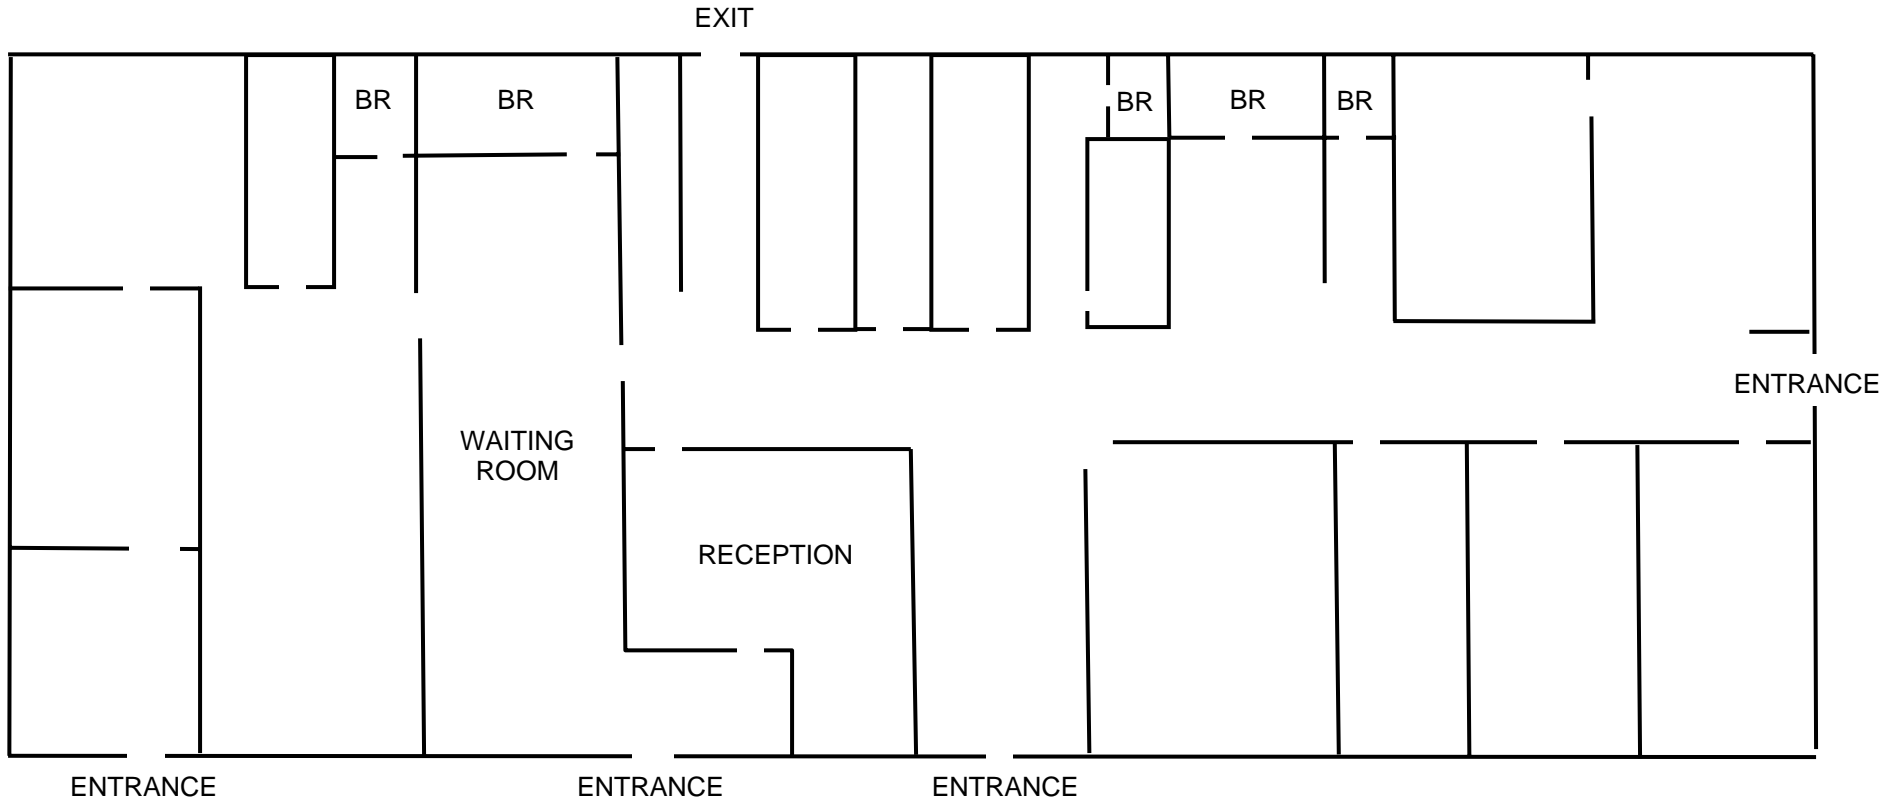 EXIT
BR
BR
BR
BR
BR
ENTRANCE
WAITING
ROOM
RECEPTION
ENTRANCE
ENTRANCE
ENTRANCE